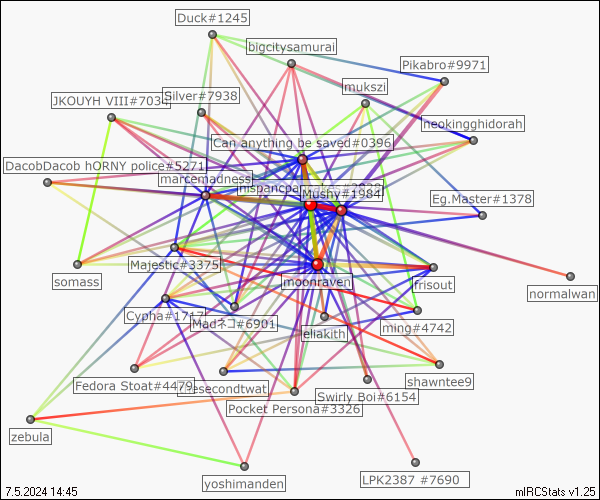 Duck#1245
bigcitysamurai
Pikabro#9971
mukszi
JKOUYH VIII#7034
Silver#7938
neokingghidorah
Can anything be saved#0396
DacobDacob hORNY police#5271
marcemadness
Mushy#1984
Eg.Master#1378
Majestic#3375
somass
moonraven
frisout
normalwan
Cypha#1717
Madネコ#6901
eliakith
ming#4742
Fedora Stoat#4479
shawntee9
Swirly Boi#6154
Pocket Persona#3326
zebula
yoshimanden
LPK2387 #7690
7.5.2024 14:45
mIRCStats v1.25